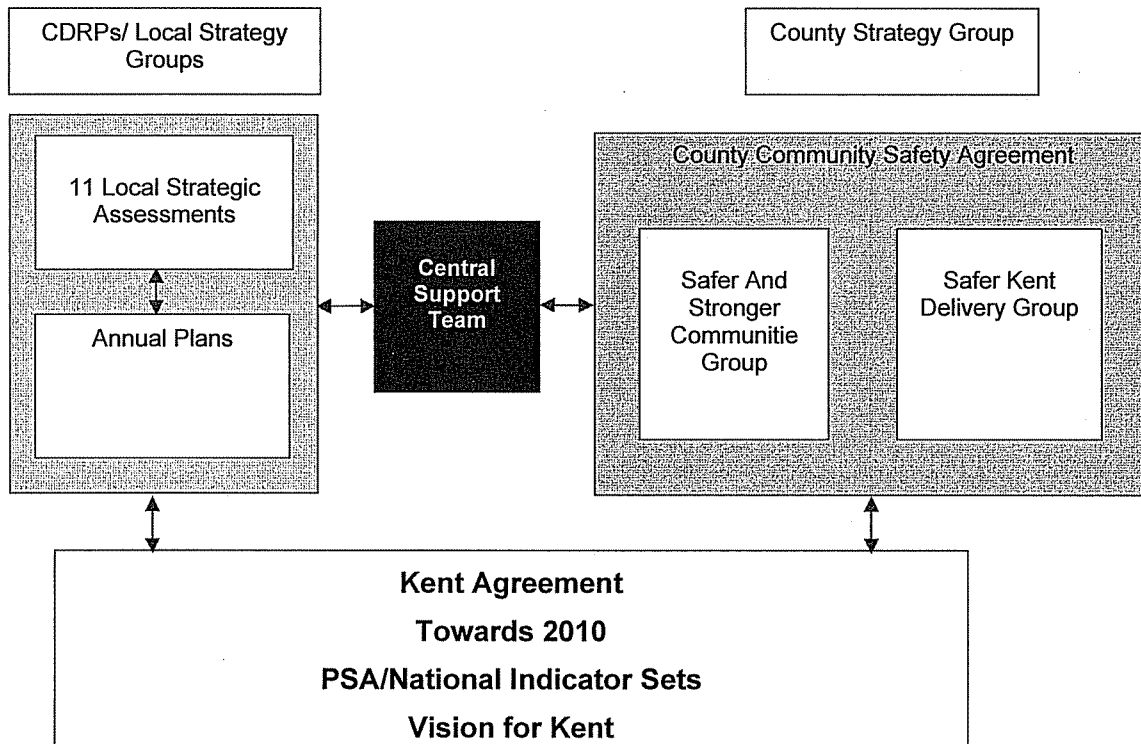 CDRPs/ Local Strategy
Groups
County Strategy Group
11 Local Strategic
Assessments
Annual Plans
Central
Support
Team
County Community Safety Agreement
Safer And
Stronger
Communitie
Group
Safer Kent
Delivery Group
Kent Agreement
Towards 2010
PSA/National Indicator Sets
Vision for Kent